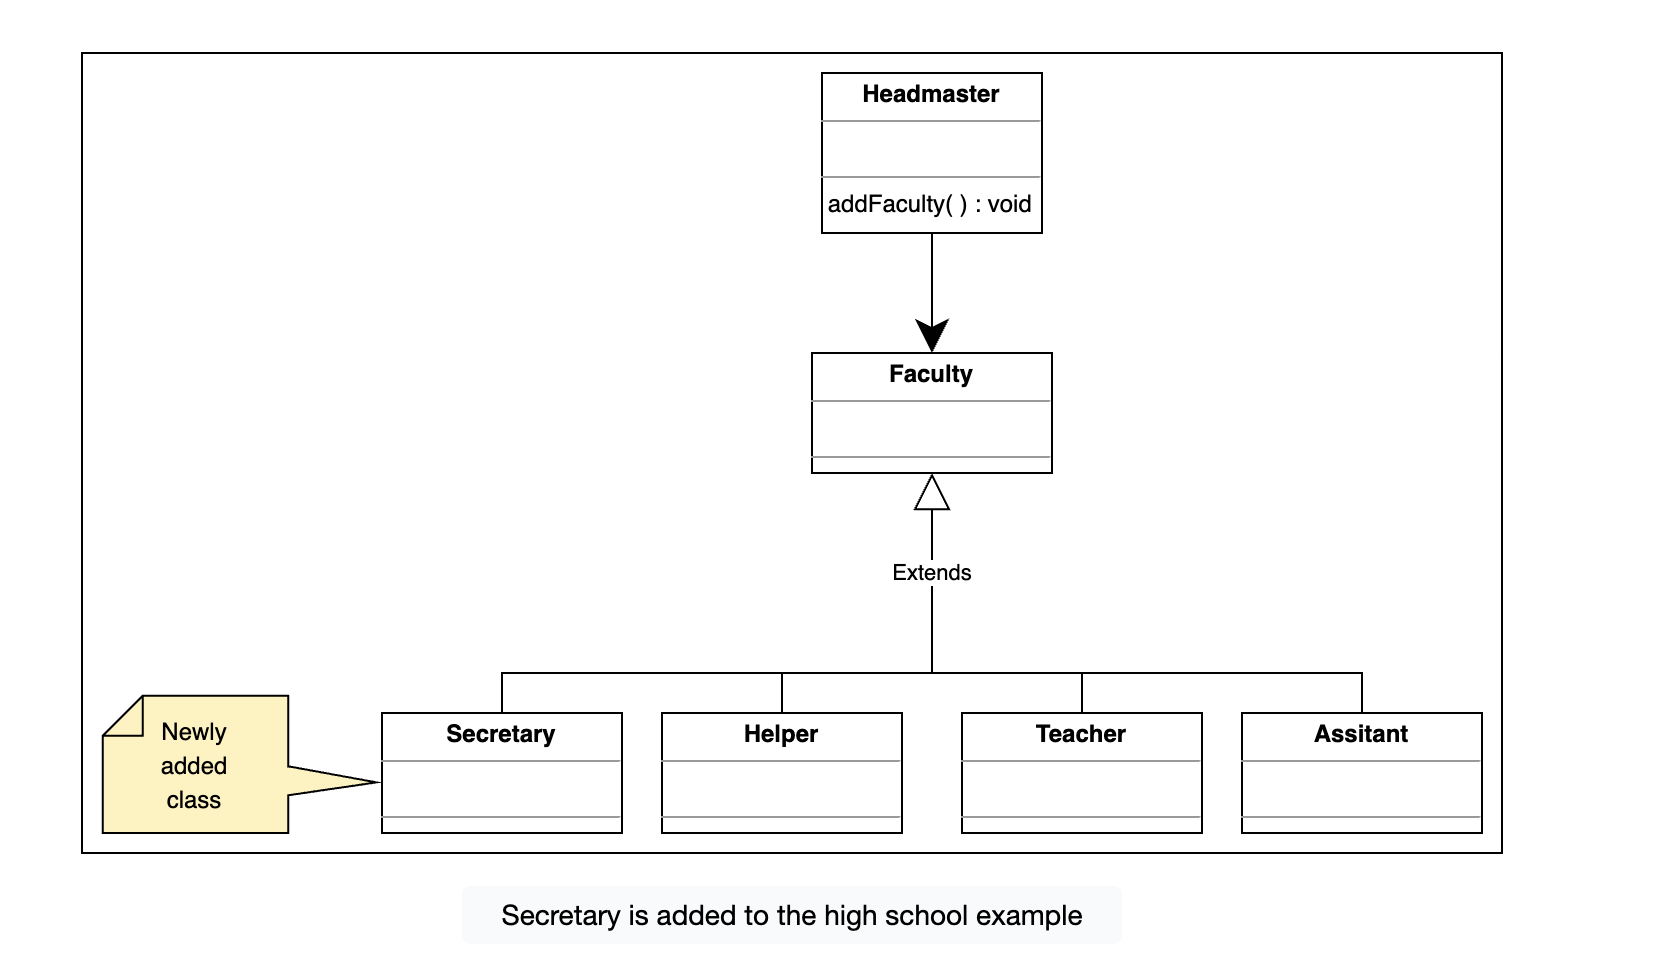 Headmaster
addFaculty( ) : void
Faculty
Extends
Newly
added
class
Secretary
Helper
Teacher
Assitant
Secretary is added to the high school example